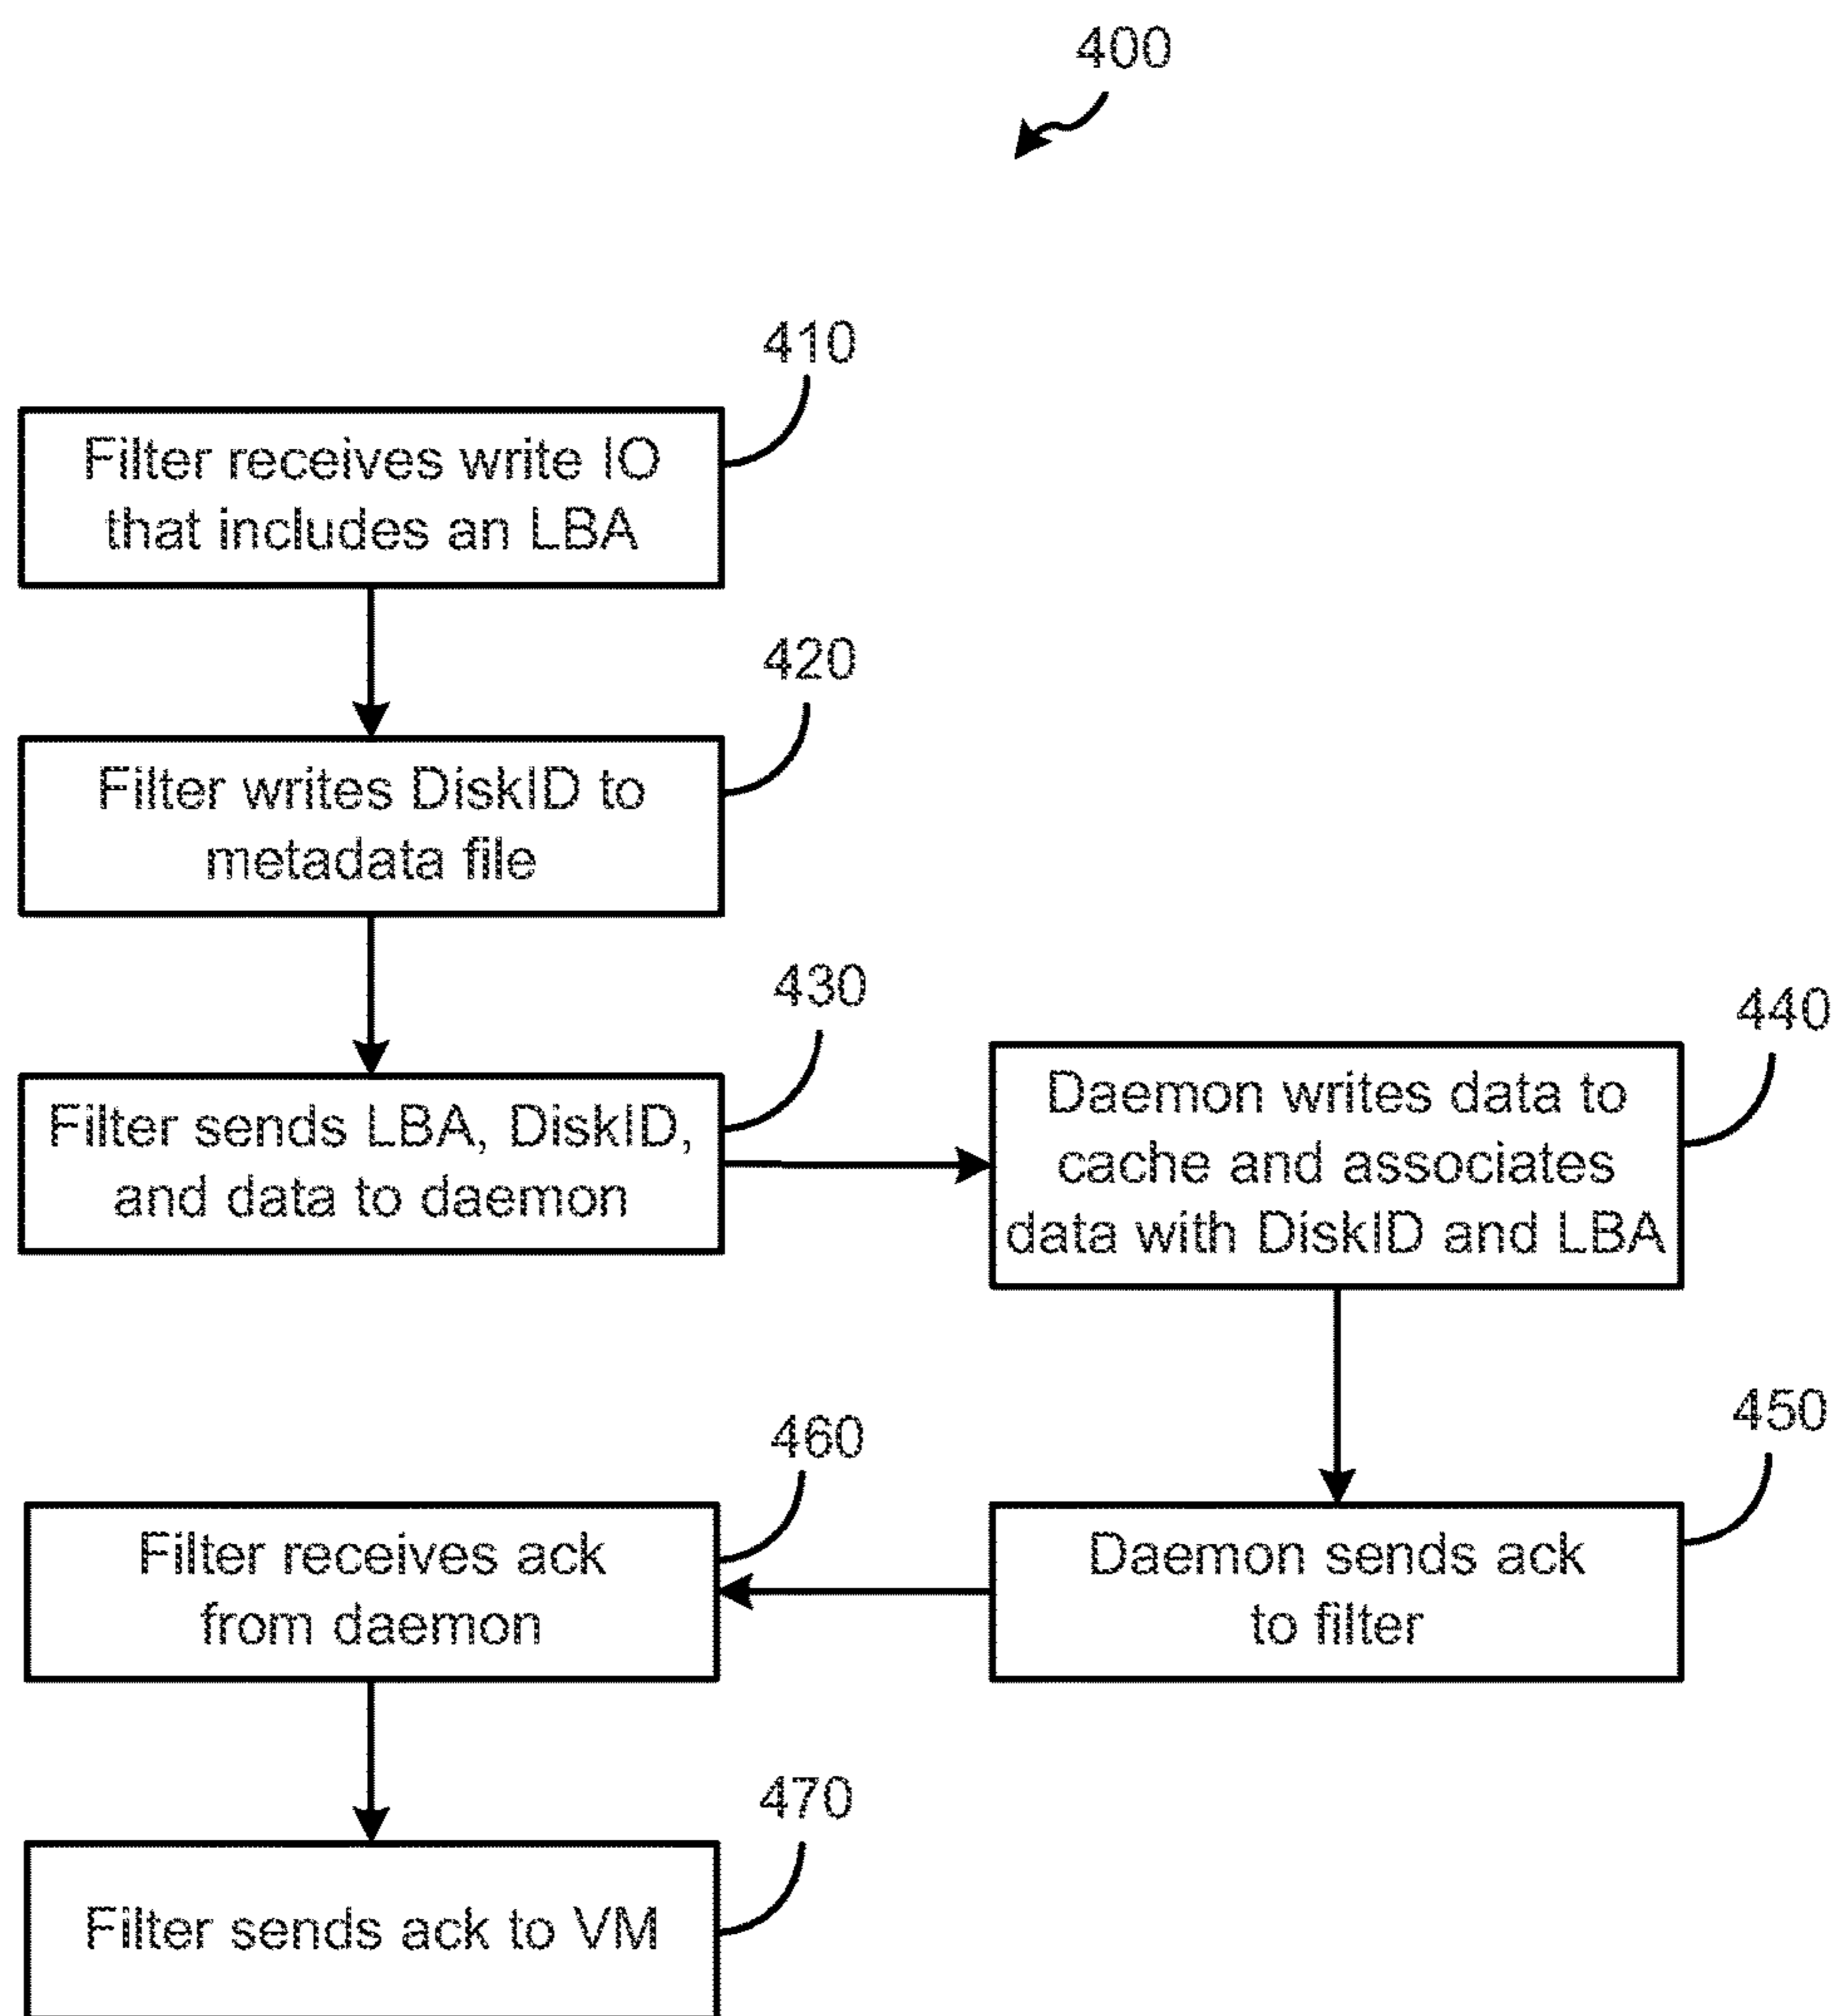 400
410
Filter receives write IO
that includes an LBA
420
Filter writes DiskID to
metadata file
430
Filter sends LBA, DiskID,
and data to daemon
440
Daemon writes data to
cache and associates
data with DiskID and LBA
450
Daemon sends ack
to filter
460
Filter receives ack
from daemon
470
Filter sends ack to VM